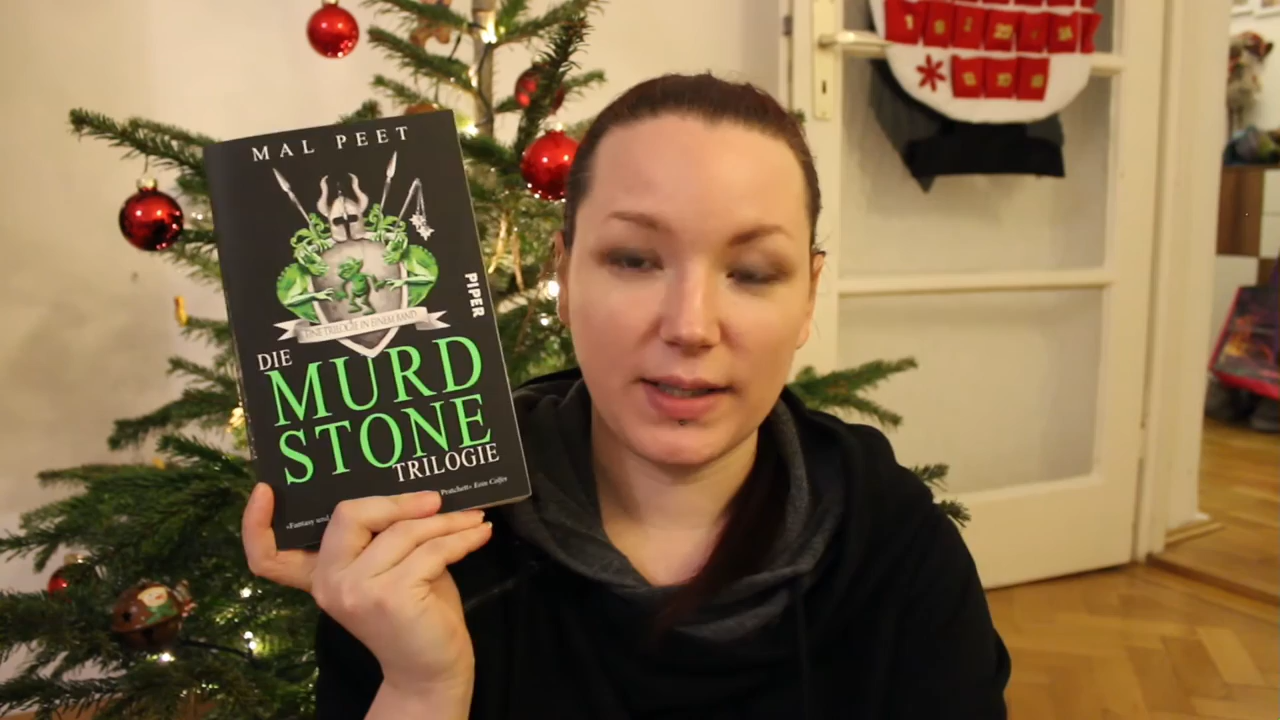 MAL PEET
PIPER
EINE TRILOGIE IN EINEM BAND
DIE
MURD
STONE
TRILOGIE
»Fantasy und
Pratchett« Eoin Colfer